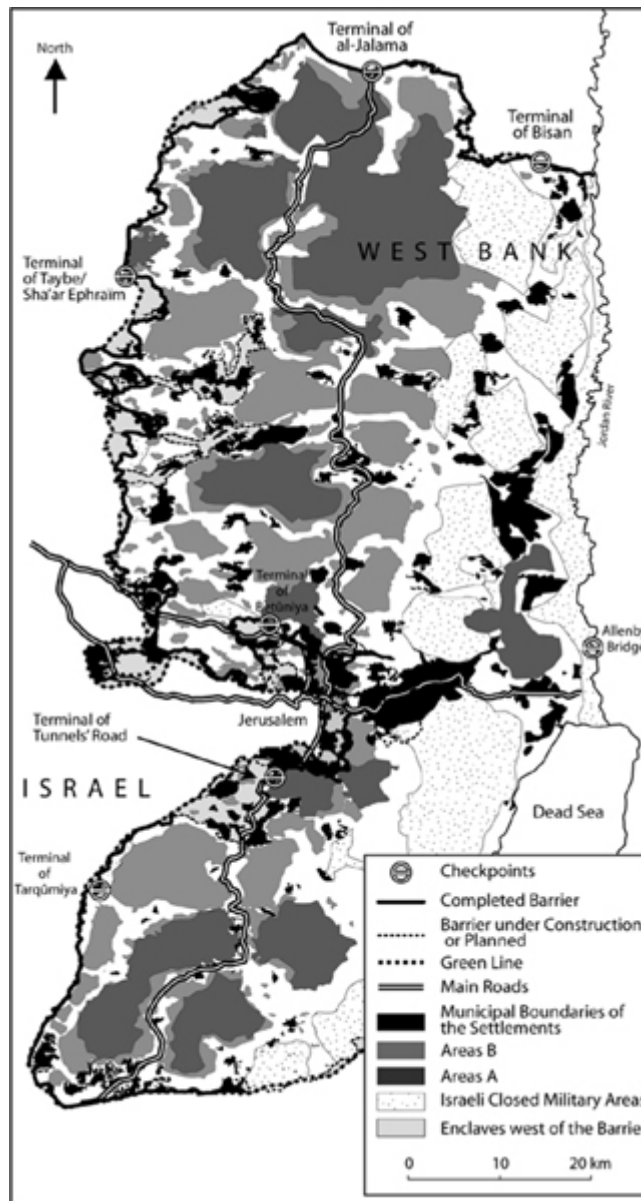 Terminal of
al-Jalama
North
Terminal
of Bisan
WEST BANK
Terminal
of Taybe/
Sha'ar Ephraim
Jordan River
Terminal
of
Betûniya
Allenby
Bridge
Jerusalem
Terminal of
Tunnels' Road
ISRAEL
Dead Sea
Terminal
of
Tarqûmiya
Checkpoints
Completed Barrier
Barrier under Construction
or Planned
Green Line
Main Roads
Municipal Boundaries of
the Settlements
Areas B
Areas A
Israeli Closed Military Areas
Enclaves west of the Barrier
0 10 20 km